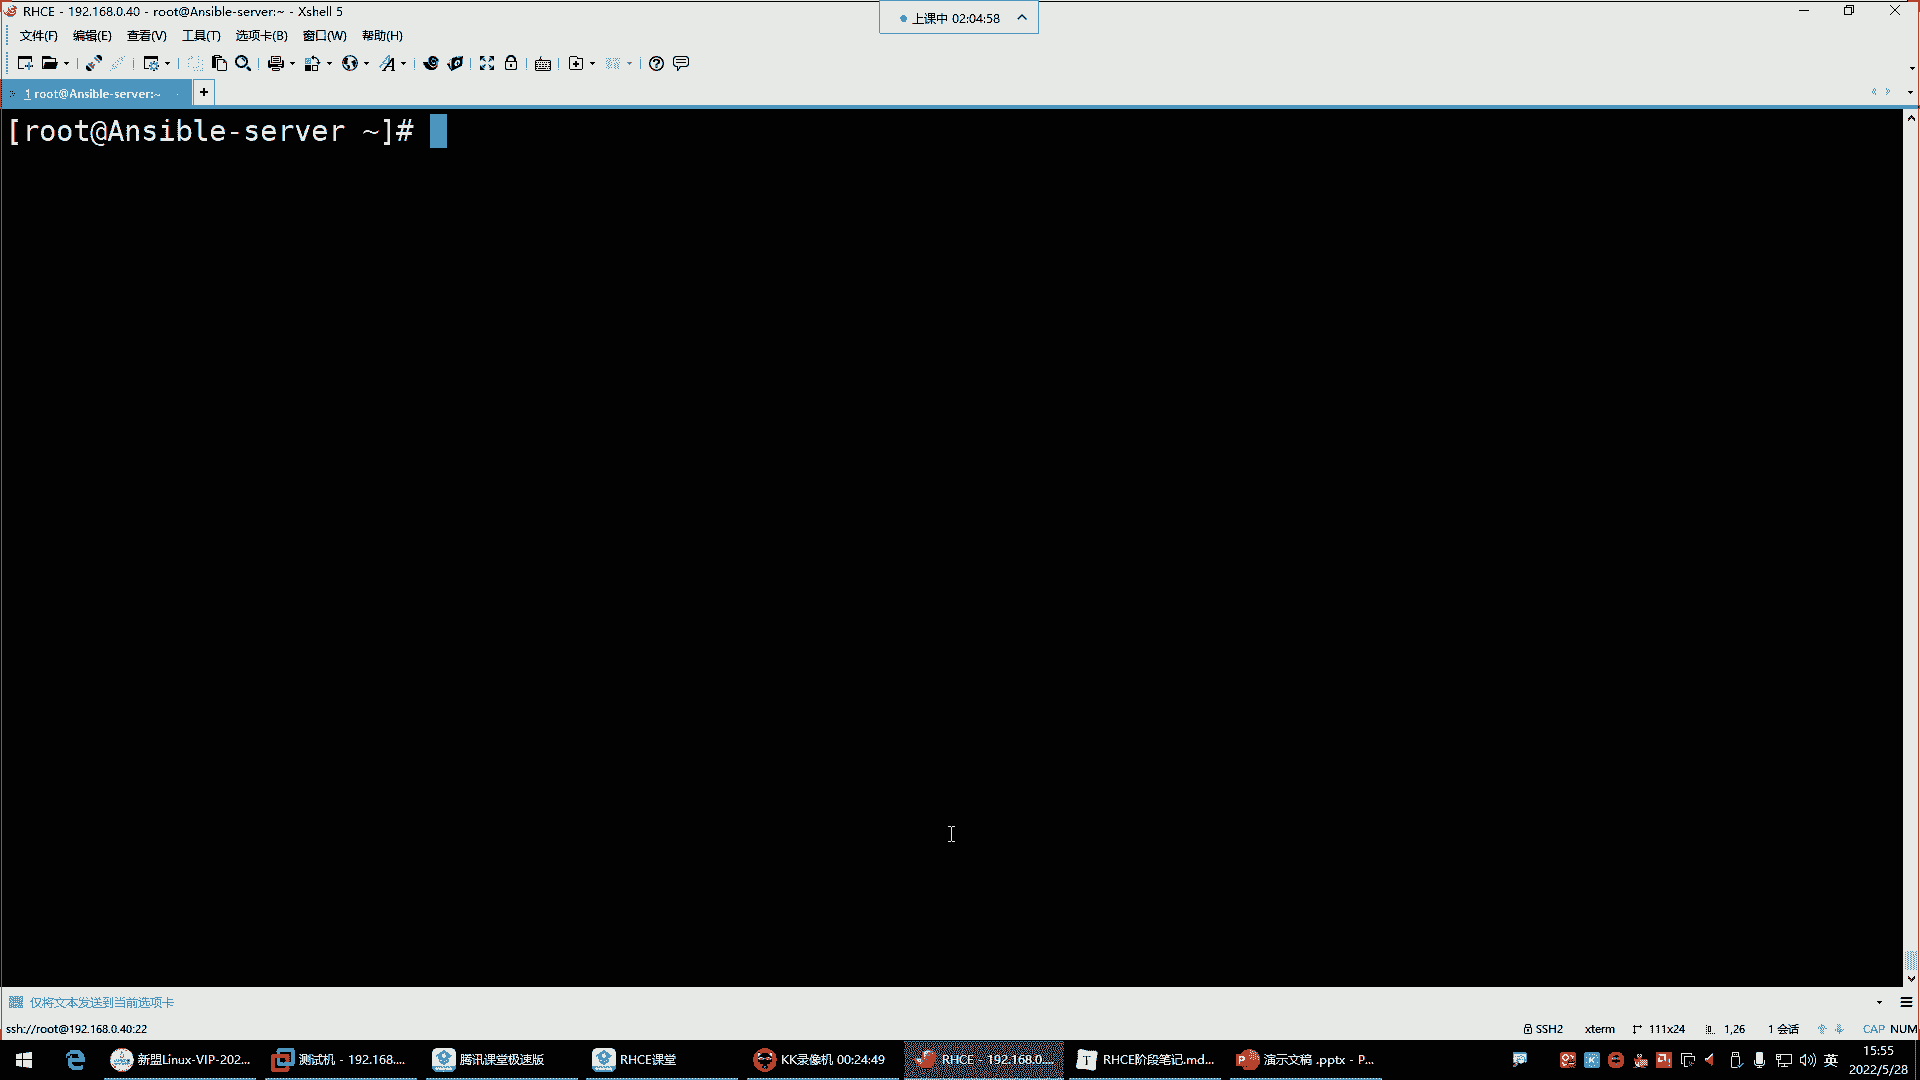 RHCE - 192.168.0.40 - root@Ansible-server:~ - Xshell 5
上课中 02:04:58
文件(F) 编辑(E) 查看(V) 工具(T) 选项卡(B) 窗口(W) 帮助(H)
1 root@Ansible-server:~ +
[root@Ansible-server ~]#
仅将文本发送到当前选项卡
ssh://root@192.168.0.40:22 SSH2 xterm 111x24 1,26 1 会话 CAP NUM
新盟Linux-VIP-202... 测试机 - 192.168.... 腾讯课堂极速版 RHCE课堂 KK录像机 00:24:49 RHCE - 192.168.0.... RHCE阶段笔记.md... 演示文稿 .pptx - P... 英 15:55
2022/5/28